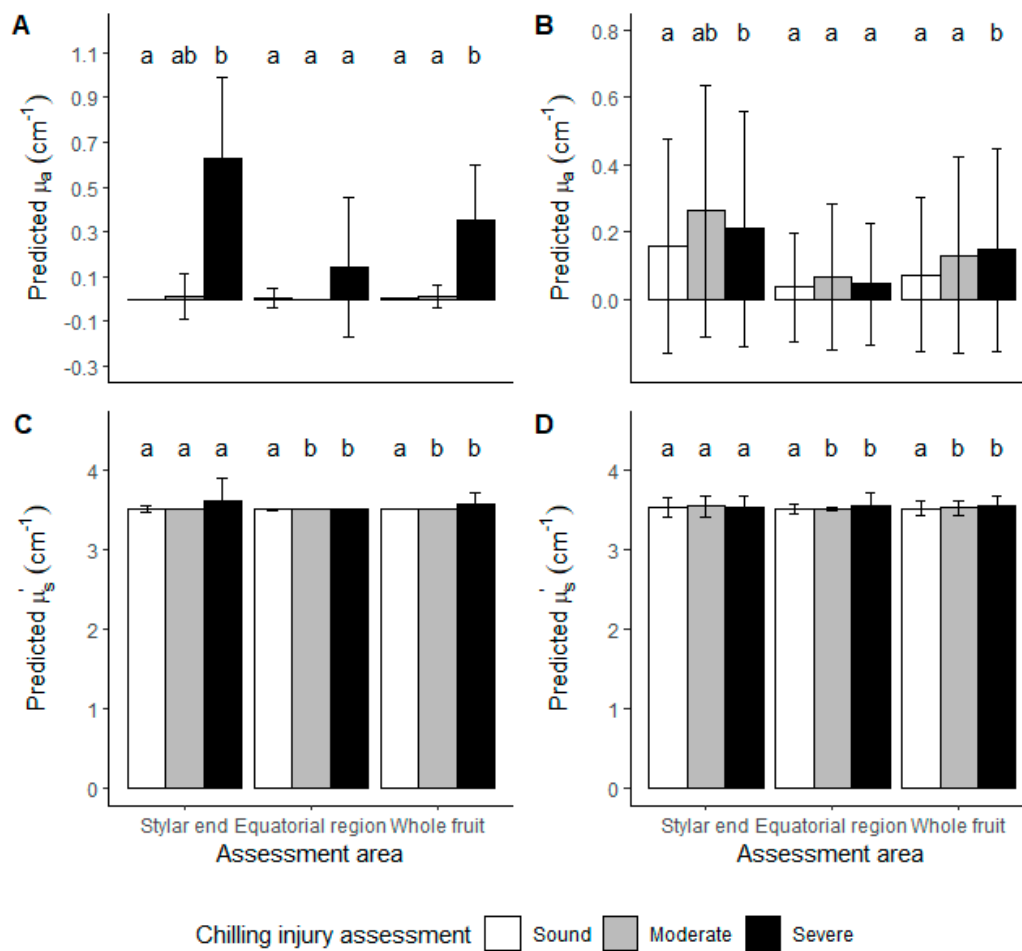 A
Predicted μa (cm-1)
1.1
0.9
0.7
0.5
0.3
0.1
-0.1
-0.3
a ab b a a a a a b
B
Predicted μa (cm-1)
0.8
0.6
0.4
0.2
0.0
a ab b a a a a a b
C
Predicted μs' (cm-1)
4
3
2
1
0
a a a a b b a b b
Stylar end Equatorial region Whole fruit
Assessment area
D
Predicted μs' (cm-1)
4
3
2
1
0
a a a a b b a b b
Stylar end Equatorial region Whole fruit
Assessment area
Chilling injury assessment Sound Moderate Severe